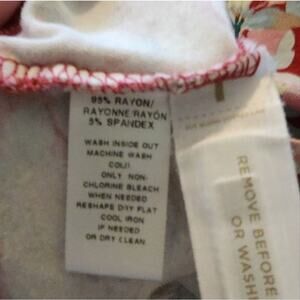 95% RAYON/
RAYONNE/RAYÓN
5% SPANDEX
WASH INSIDE OUT
MACHINE WASH
COLD
ONLY NON-
CHLORINE BLEACH
WHEN NEEDED
RESHAPE DRY FLAT
COOL IRON
IF NEEDED
OR DRY CLEAN
REMOVE BEFORE
OR WASH